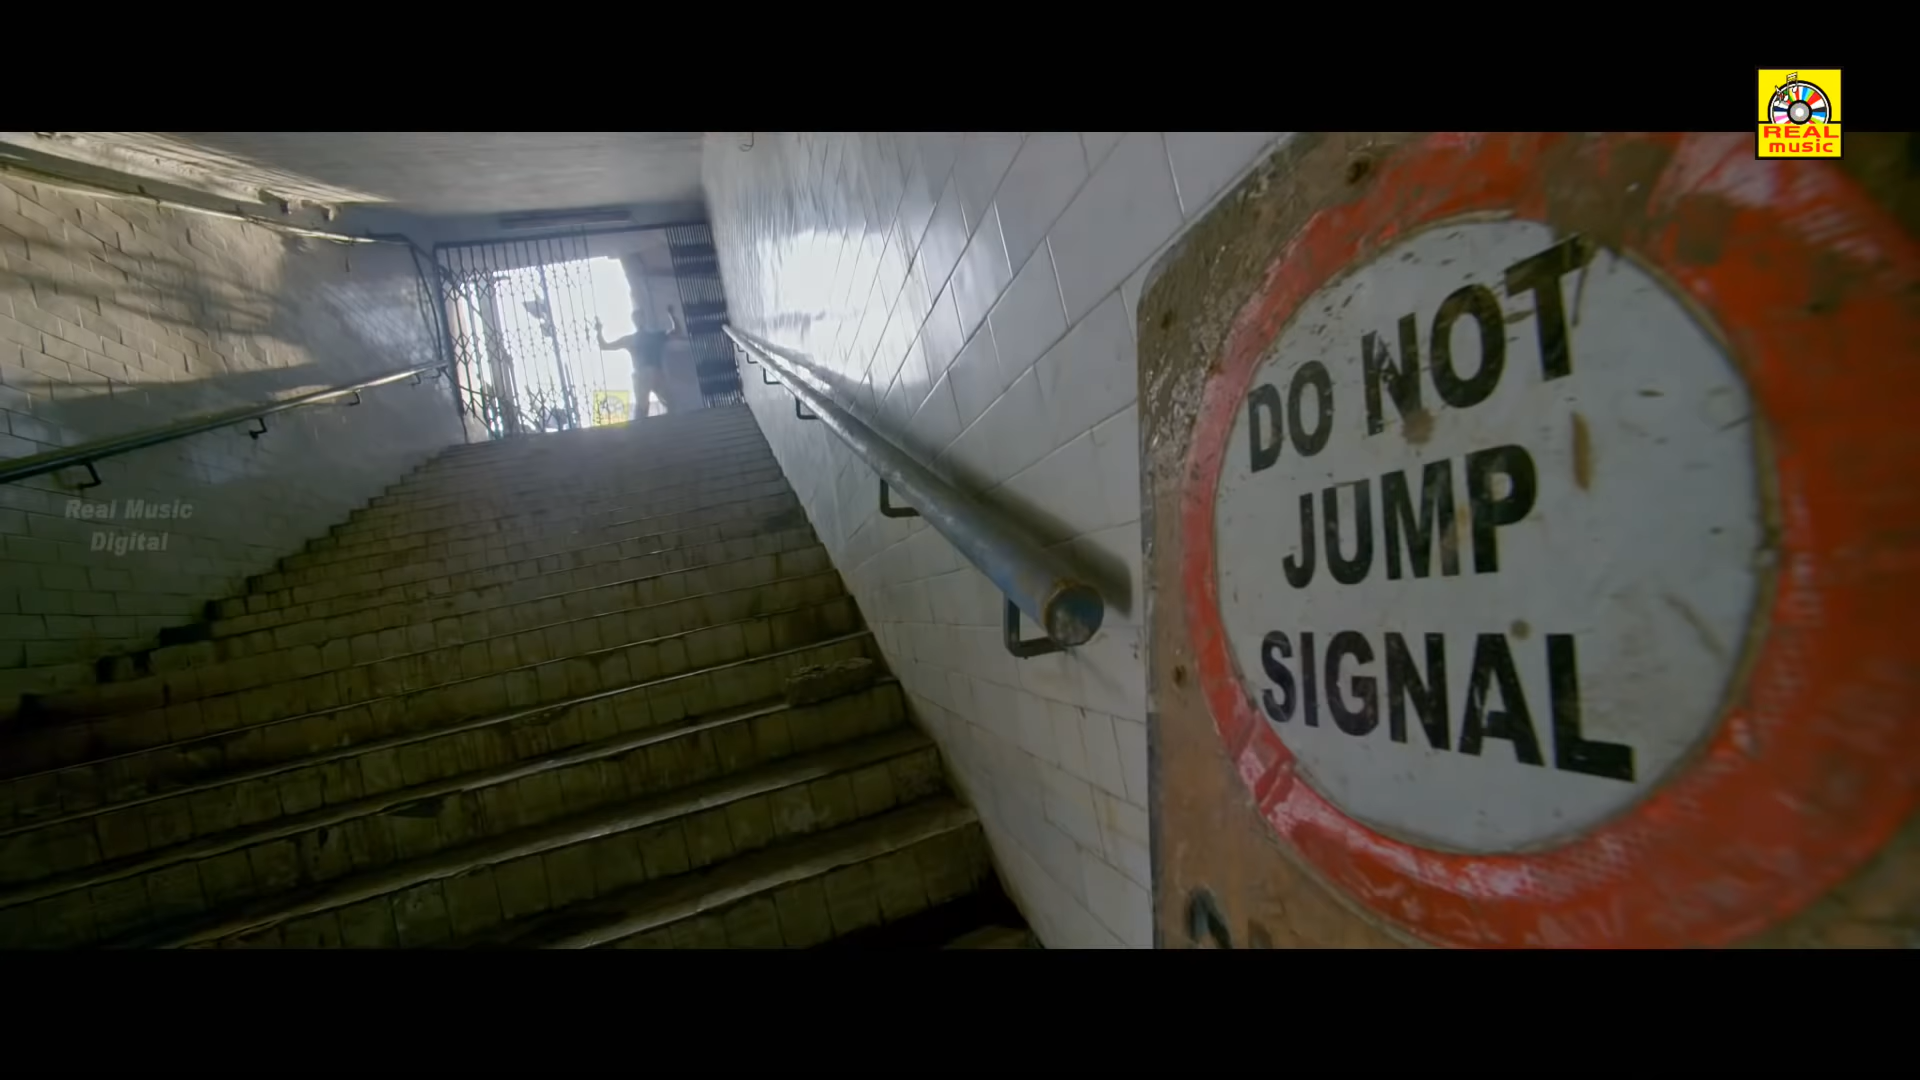 REAL
music
DO NOT
JUMP
SIGNAL
Real Music
Digital